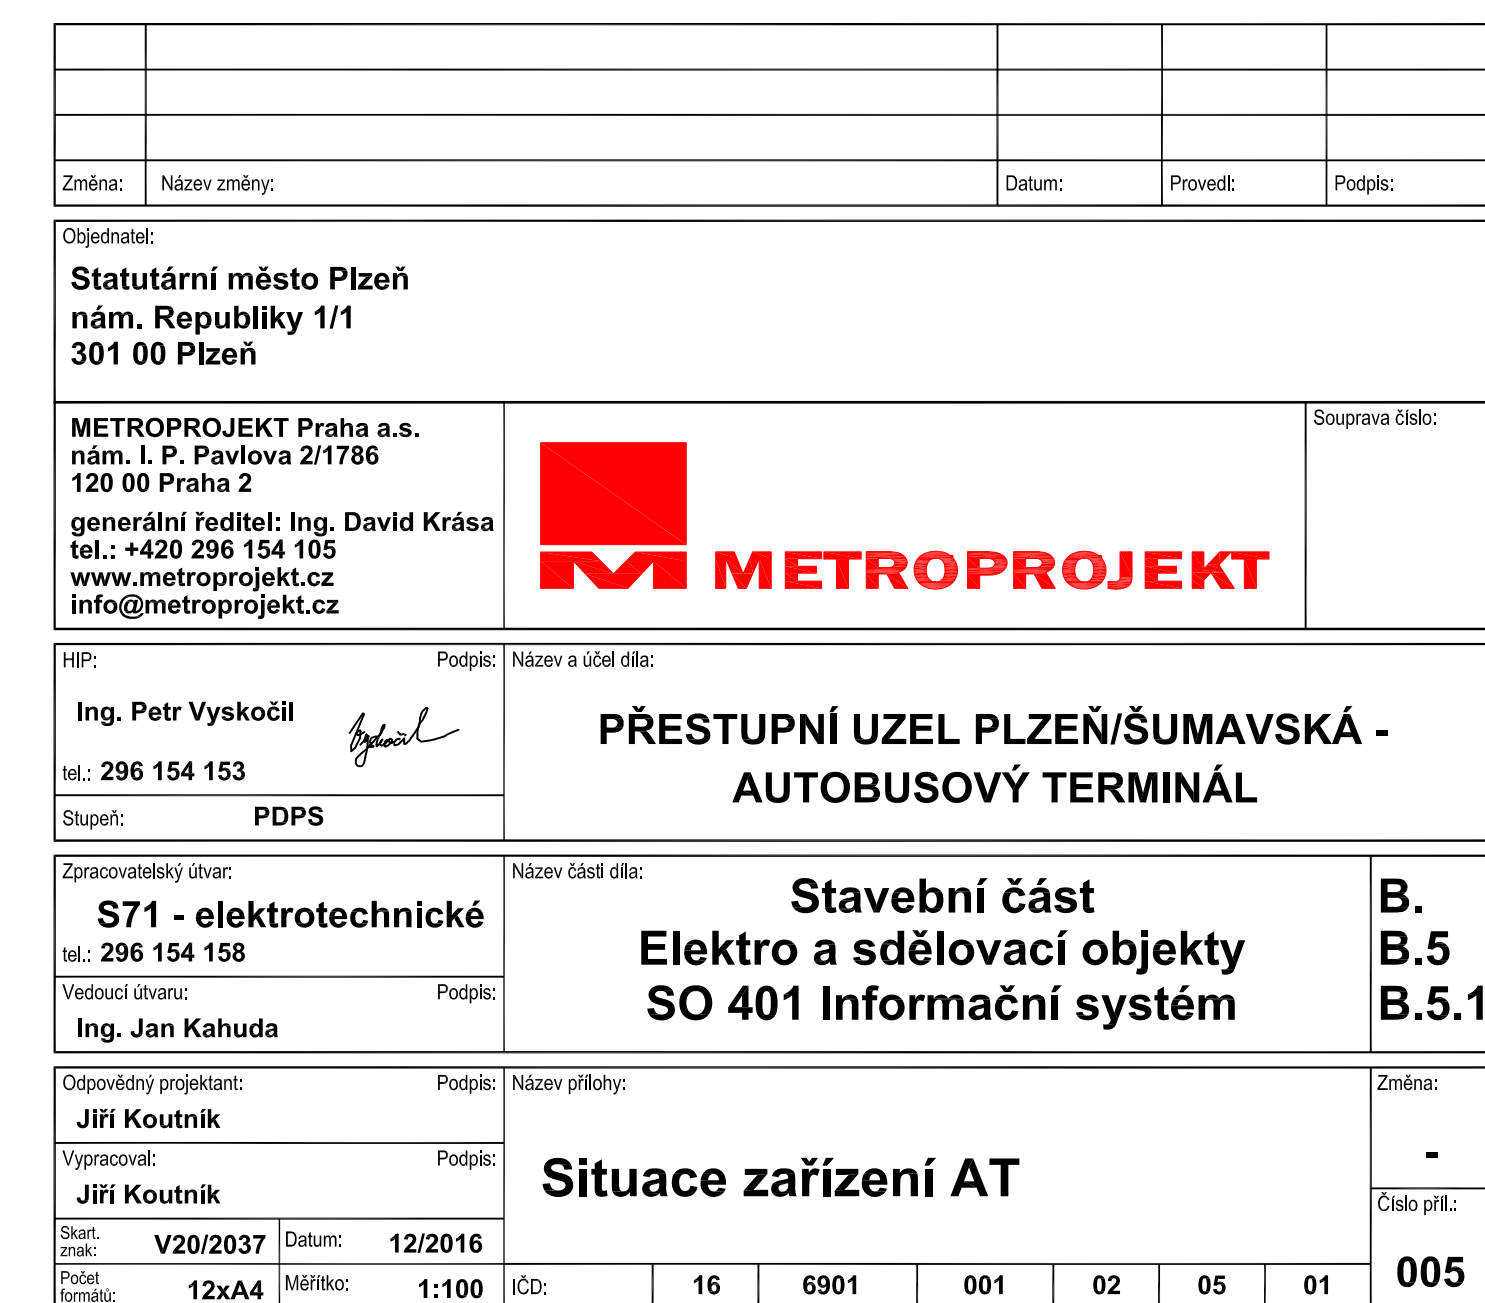 Změna: Název změny: Datum: Provedl: Podpis:
Objednatel:
Statutární město Plzeň
nám. Republiky 1/1
301 00 Plzeň
METROPROJEKT Praha a.s.
nám. I. P. Pavlova 2/1786
120 00 Praha 2
generální ředitel: Ing. David Krása
tel.: +420 296 154 105
www.metroprojekt.cz
info@metroprojekt.cz
METROPROJEKT
Souprava číslo:
HIP: Podpis:
Ing. Petr Vyskočil
Vyskočil
tel.: 296 154 153
Stupeň: PDPS
Název a účel díla:
PŘESTUPNÍ UZEL PLZEŇ/ŠUMAVSKÁ -
AUTOBUSOVÝ TERMINÁL
Zpracovatelský útvar:
S71 - elektrotechnické
tel.: 296 154 158
Vedoucí útvaru: Podpis:
Ing. Jan Kahuda
Název části díla:
Stavební část B.
Elektro a sdělovací objekty B.5
SO 401 Informační systém B.5.1
Odpovědný projektant: Podpis:
Jiří Koutník
Vypracoval: Podpis:
Jiří Koutník
Název přílohy:
Situace zařízení AT
Změna:
-
Číslo příl.:
005
Skart.
znak: V20/2037 Datum: 12/2016
Počet
formátů: 12xA4 Měřítko: 1:100 IČD: 16 6901 001 02 05 01